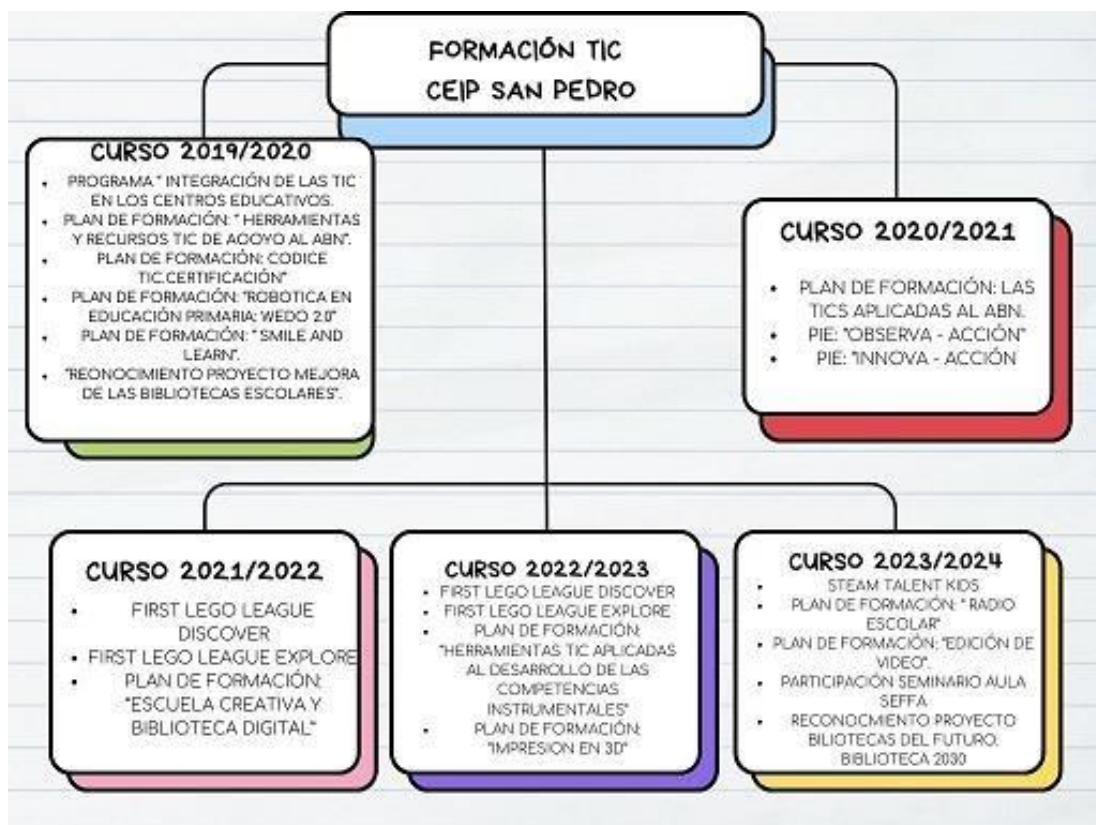 FORMACIÓN TIC
CEIP SAN PEDRO
CURSO 2019/2020
• PROGRAMA " INTEGRACIÓN DE LAS TIC
EN LOS CENTROS EDUCATIVOS.
• PLAN DE FORMACIÓN: " HERRAMIENTAS
Y RECURSOS TIC DE AOOYO AL ABN".
• PLAN DE FORMACIÓN: CODICE
TIC.CERTIFICACIÓN"
• PLAN DE FORMACIÓN: "ROBOTICA EN
EDUCACIÓN PRIMARIA: WEDO 2.0"
• PLAN DE FORMACIÓN: " SMILE AND
LEARN".
• "REONOCIMIENTO PROYECTO MEJORA
DE LAS BIBLIOTECAS ESCOLARES".
CURSO 2020/2021
• PLAN DE FORMACIÓN: LAS
TICS APLICADAS AL ABN.
• PIE: "OBSERVA - ACCIÓN"
• PIE: "INNOVA - ACCIÓN
CURSO 2021/2022
• FIRST LEGO LEAGUE
DISCOVER
• FIRST LEGO LEAGUE EXPLORE
• PLAN DE FORMACIÓN:
"ESCUELA CREATIVA Y
BIBLIOTECA DIGITAL"
CURSO 2022/2023
• FIRST LEGO LEAGUE DISCOVER
• FIRST LEGO LEAGUE EXPLORE
• PLAN DE FORMACIÓN:
"HERRAMIENTAS TIC APLICADAS
AL DESARROLLO DE LAS
COMPETENCIAS
INSTRUMENTALES"
• PLAN DE FORMACIÓN:
"IMPRESION EN 3D"
CURSO 2023/2024
• STEAM TALENT KIDS
• PLAN DE FORMACIÓN: " RADIO
ESCOLAR"
• PLAN DE FORMACIÓN: "EDICIÓN DE
VIDEO".
• PARTICIPACIÓN SEMINARIO AULA
SEFFA
• RECONOCMIENTO PROYECTO
BILIOTECAS DEL FUTURO.
BIBLIOTECA 2030